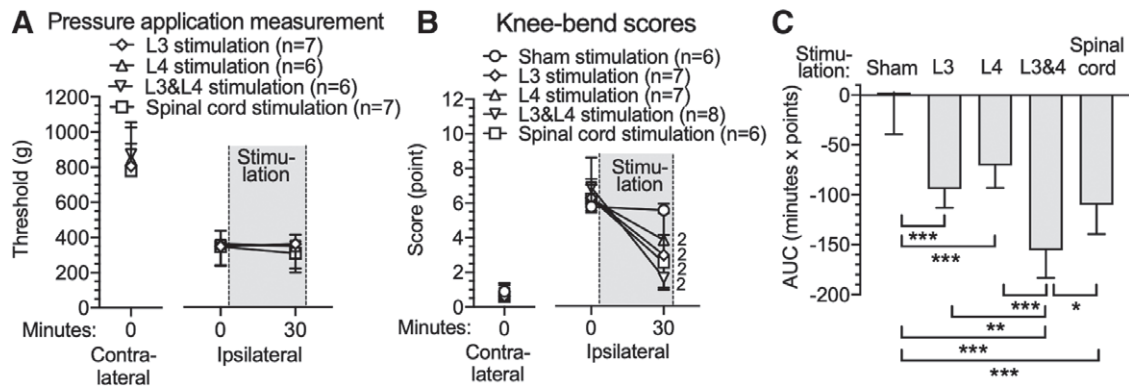 A Pressure application measurement
L3 stimulation (n=7)
L4 stimulation (n=6)
L3&L4 stimulation (n=6)
Spinal cord stimulation (n=7)
Threshold (g)
1200
1000
800
600
400
200
0
Stimu-
lation
Minutes: 0 0 30
Contra-
lateral
Ipsilateral
B Knee-bend scores
Sham stimulation (n=6)
L3 stimulation (n=7)
L4 stimulation (n=7)
L3&L4 stimulation (n=8)
Spinal cord stimulation (n=6)
Score (point)
12
10
8
6
4
2
0
Stimu-
lation
2
2
2
2
Minutes: 0 0 30
Contra-
lateral
Ipsilateral
C
Stimu-
lation: Sham L3 L4 L3&4 Spinal
cord
AUC (minutes x points)
0
-50
-100
-150
-200
***
***
*** *
**
***
***